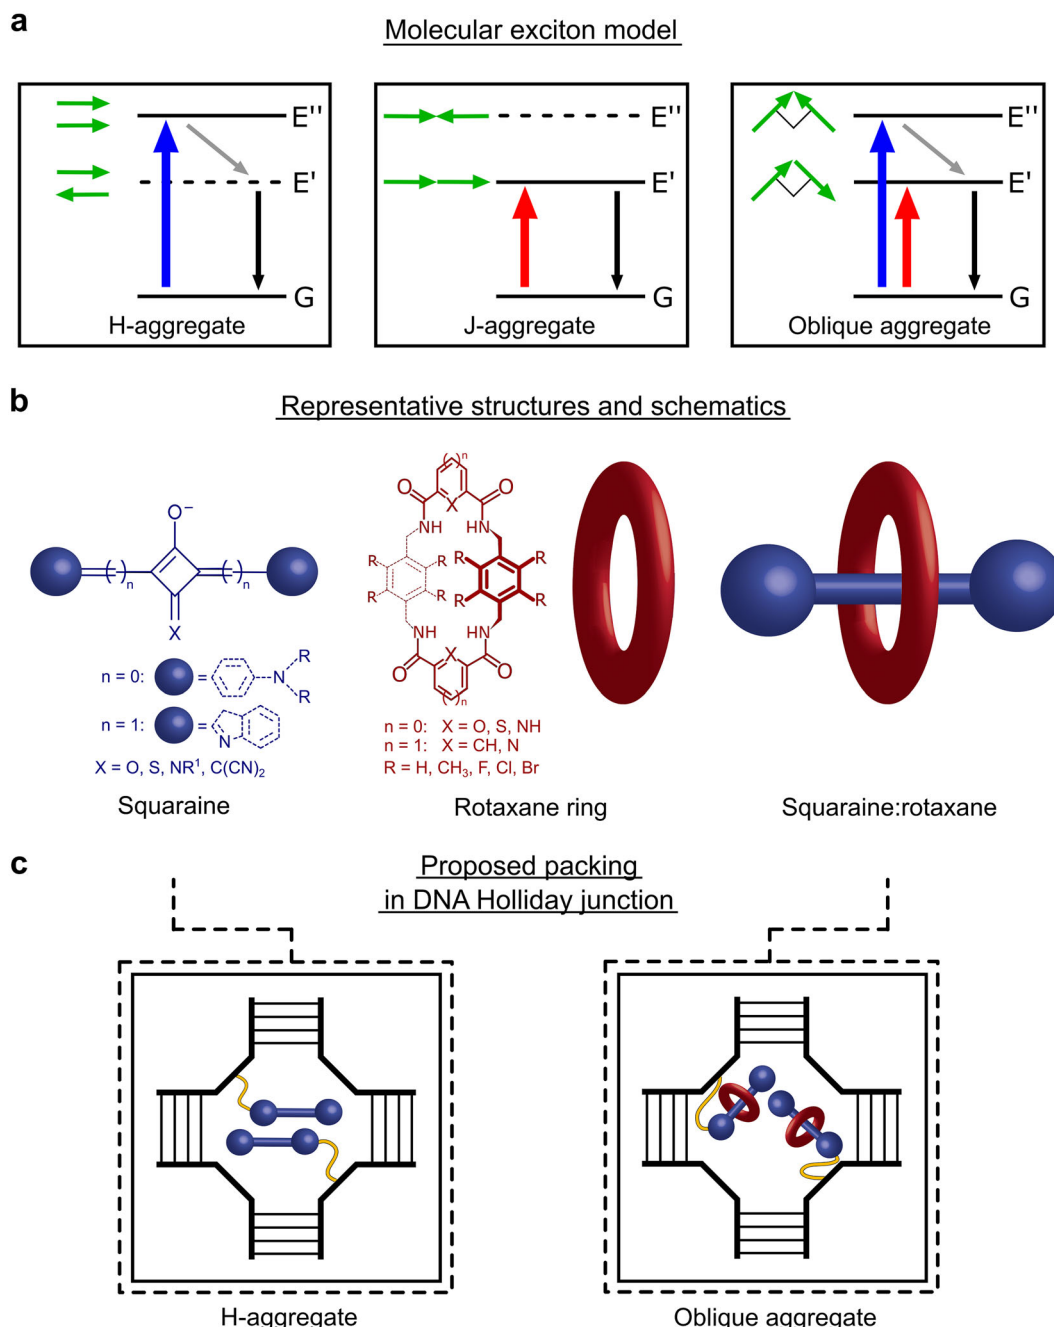 a
Molecular exciton model
E''
E'
G
H-aggregate
E''
E'
G
J-aggregate
E''
E'
G
Oblique aggregate
b
Representative structures and schematics
O−
( )n
( )n
X
n = 0: = N R R
n = 1: = N
X = O, S, NR¹, C(CN)₂
Squaraine
( )n
O X O
NH HN
R R R R
R R R R
NH HN
O X O
( )n
n = 0: X = O, S, NH
n = 1: X = CH, N
R = H, CH₃, F, Cl, Br
Rotaxane ring
Squaraine:rotaxane
c
Proposed packing
in DNA Holliday junction
H-aggregate
Oblique aggregate